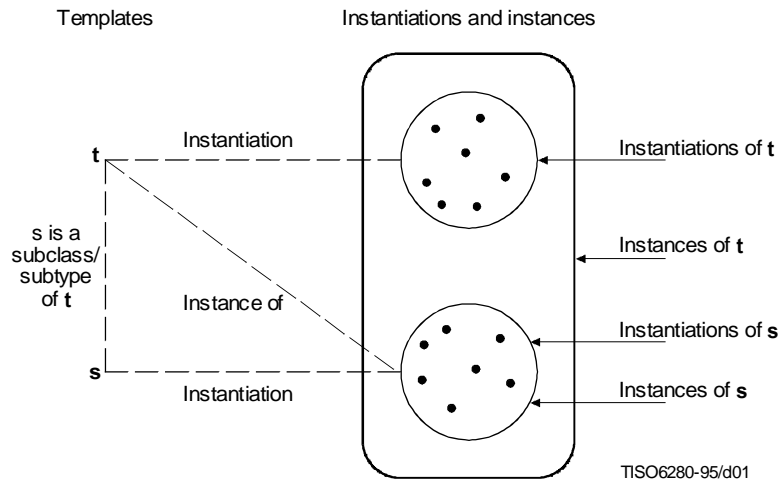 Templates
Instantiations and instances
Instantiation
Instantiations of t
t
s is a
subclass/
subtype
of t
Instances of t
Instance of
Instantiations of s
s
Instantiation
Instances of s
TISO6280-95/d01